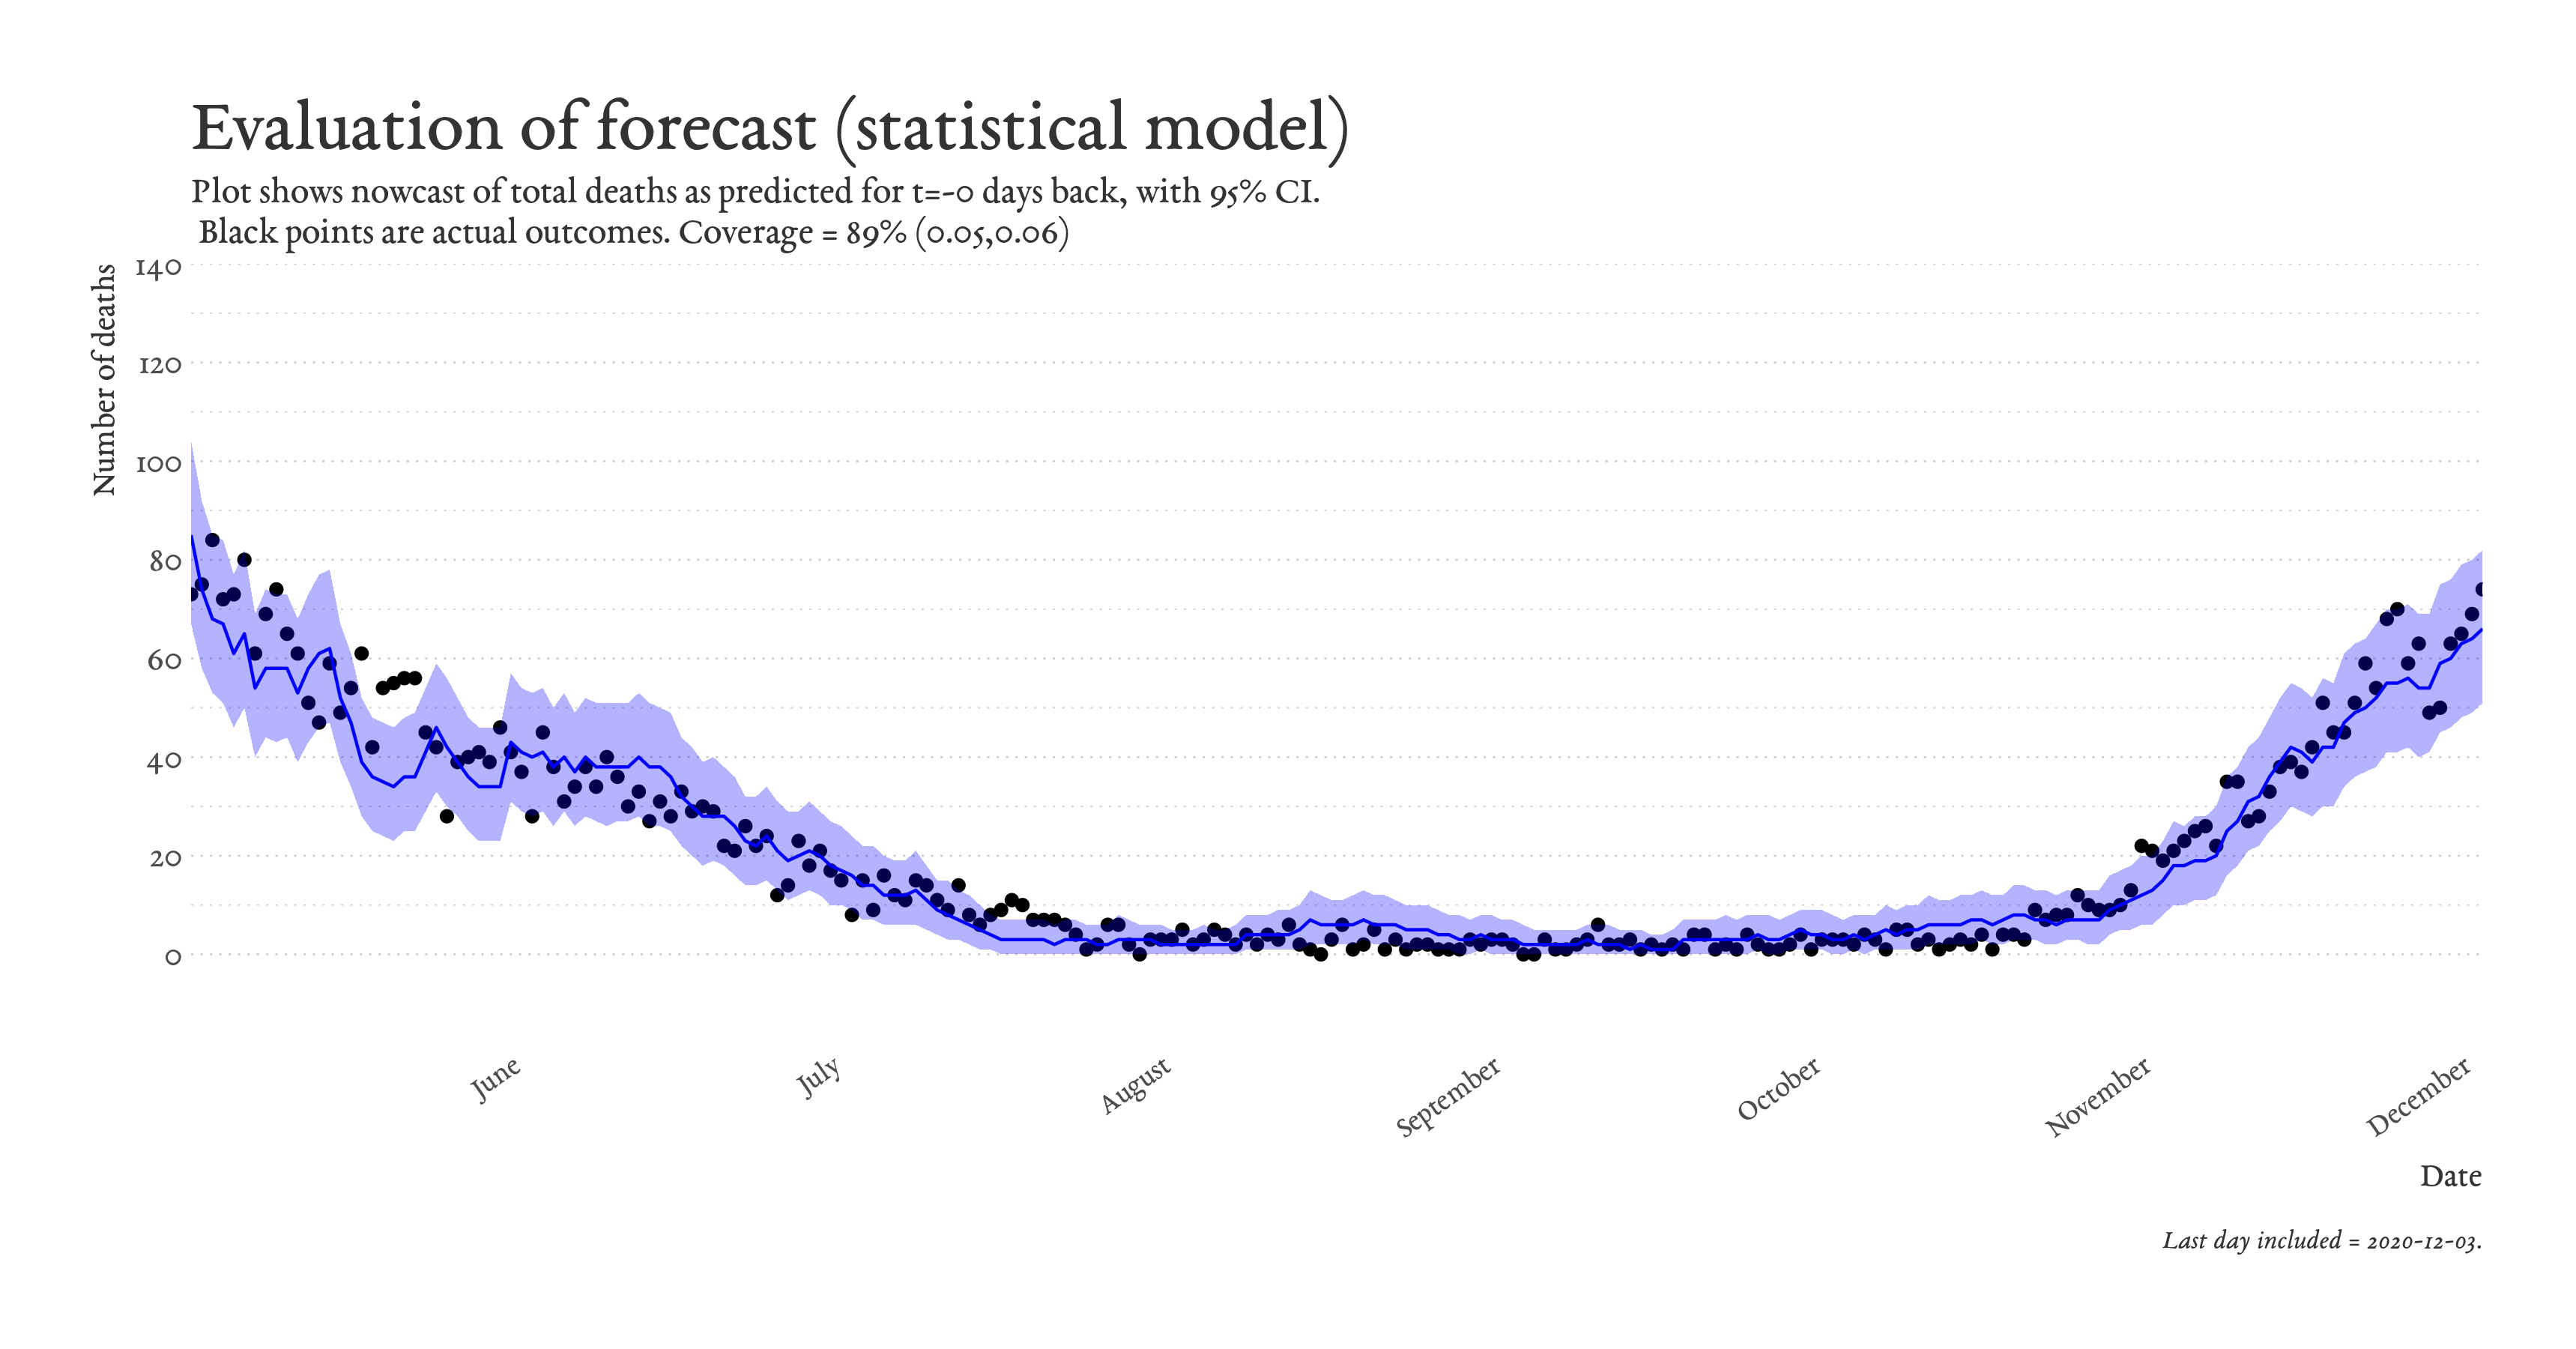 Evaluation of forecast (statistical model)
Plot shows nowcast of total deaths as predicted for t=-0 days back, with 95% CI.
Black points are actual outcomes. Coverage = 89% (0.05,0.06)
Number of deaths
140
120
100
80
60
40
20
0
June
July
August
September
October
November
December
Date
Last day included = 2020-12-03.